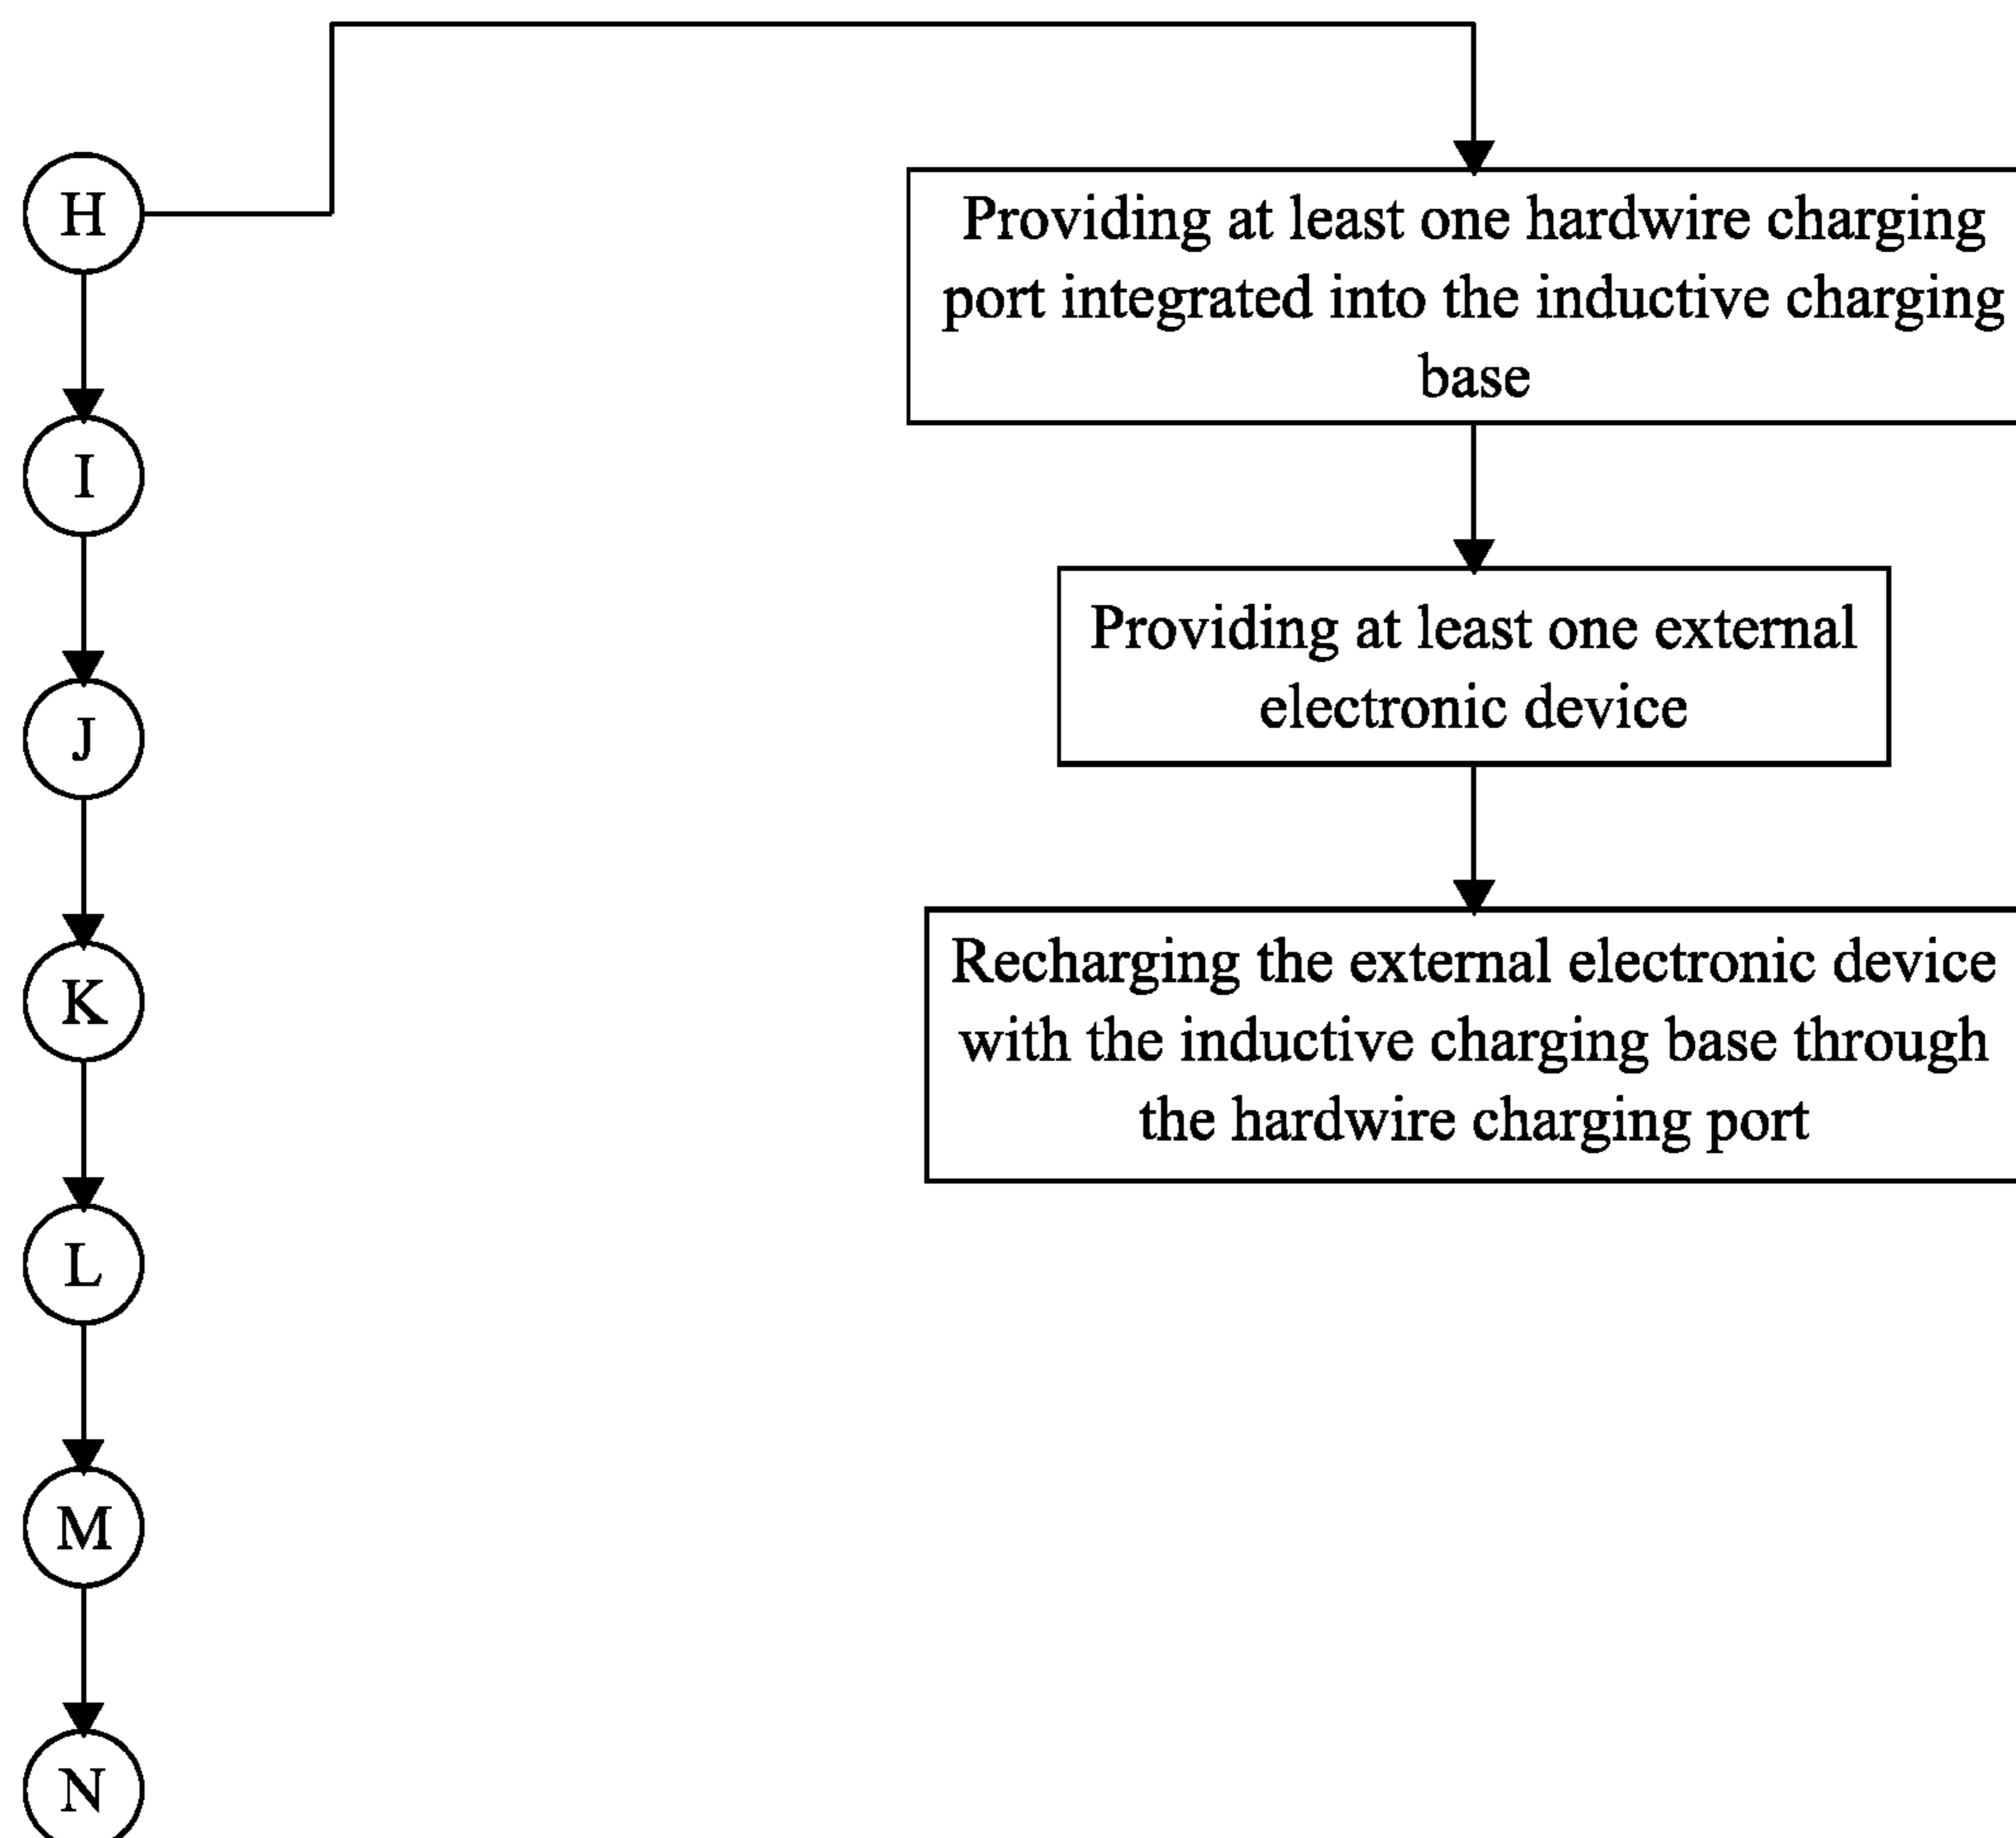 H
I
J
K
L
M
N
Providing at least one hardwire charging
port integrated into the inductive charging
base
Providing at least one external
electronic device
Recharging the external electronic device
with the inductive charging base through
the hardwire charging port